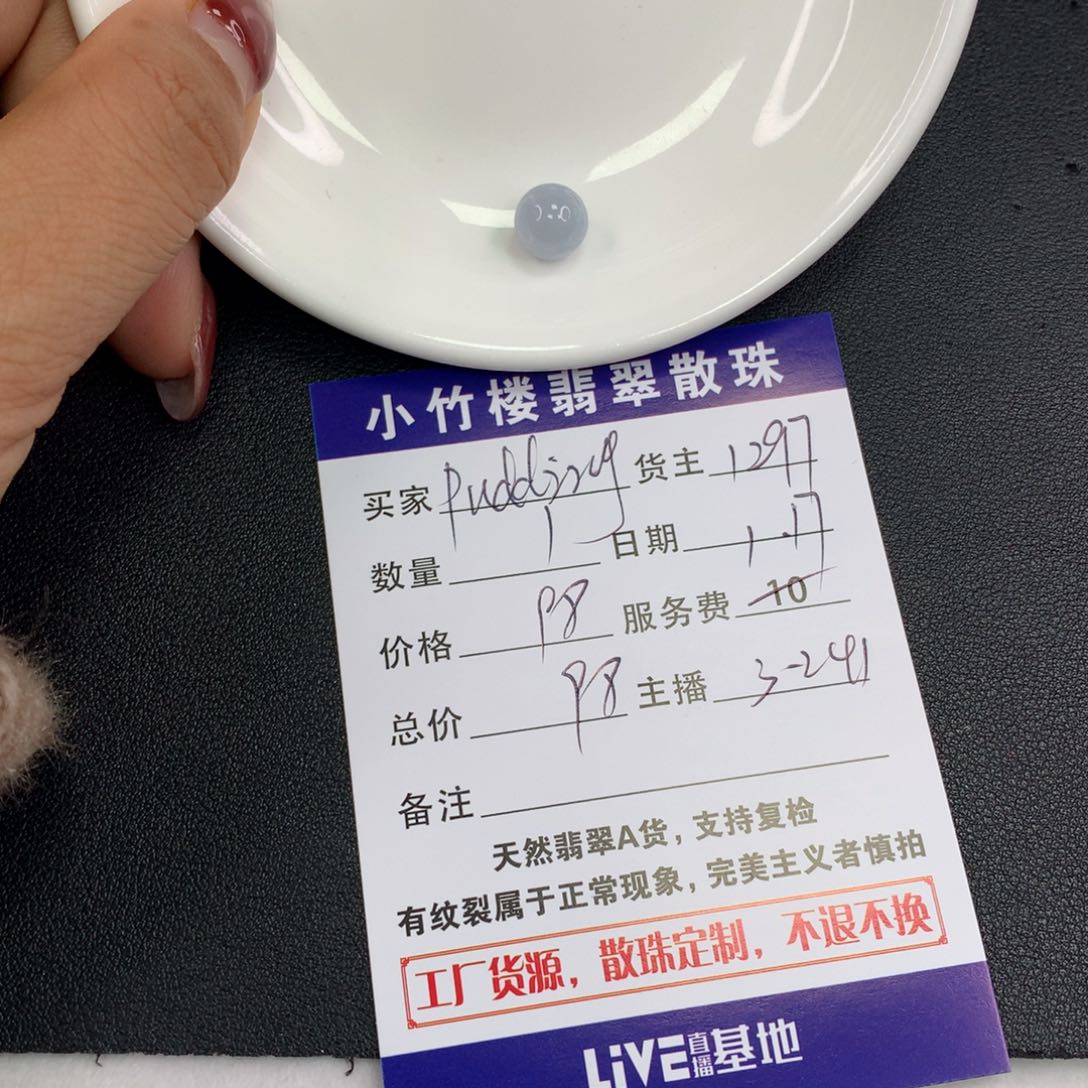 小竹楼翡翠散珠
买家 Pudding 货主 1297
数量 1 日期 1.17
价格 98 服务费 10
总价 98 主播 3-241
备注
天然翡翠A货，支持复检
有纹裂属于正常现象，完美主义者慎拍
工厂货源，散珠定制，不退不换
LiVE直播基地